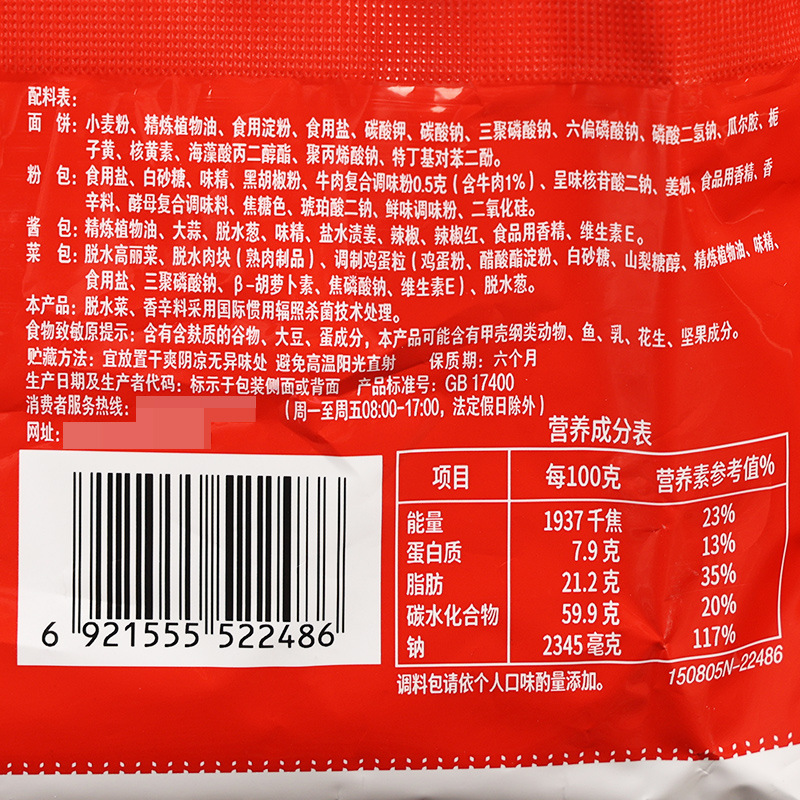 配料表：
面 饼：小麦粉、精炼植物油、食用淀粉、食用盐、碳酸钾、碳酸钠、三聚磷酸钠、六偏磷酸钠、磷酸二氢钠、瓜尔胶、栀
子黄、核黄素、海藻酸丙二醇酯、聚丙烯酸钠、特丁基对苯二酚。
粉 包：食用盐、白砂糖、味精、黑胡椒粉、牛肉复合调味粉0.5克（含牛肉1%）、呈味核苷酸二钠、姜粉、食品用香精、香
辛料、酵母复合调味料、焦糖色、琥珀酸二钠、鲜味调味粉、二氧化硅。
酱 包：精炼植物油、大蒜、脱水葱、味精、盐水渍姜、辣椒、辣椒红、食品用香精、维生素E。
菜 包：脱水高丽菜、脱水肉块（熟肉制品）、调制鸡蛋粒（鸡蛋粉、醋酸酯淀粉、白砂糖、山梨糖醇、精炼植物油、味精、
食用盐、三聚磷酸钠、β-胡萝卜素、焦磷酸钠、维生素E）、脱水葱。
本产品：脱水菜、香辛料采用国际惯用辐照杀菌技术处理。
食物致敏原提示：含有含麸质的谷物、大豆、蛋成分，本产品可能含有甲壳纲类动物、鱼、乳、花生、坚果成分。
贮藏方法：宜放置干爽阴凉无异味处 避免高温阳光直射 保质期：六个月
生产日期及生产者代码：标示于包装侧面或背面 产品标准号：GB 17400
消费者服务热线： （周一至周五08:00-17:00，法定假日除外）
网址：
营养成分表
项目 每100克 营养素参考值%
能量 1937千焦 23%
蛋白质 7.9克 13%
脂肪 21.2克 35%
碳水化合物 59.9克 20%
钠 2345毫克 117%
调料包请依个人口味酌量添加。
150805N-22486
6 921555 522486